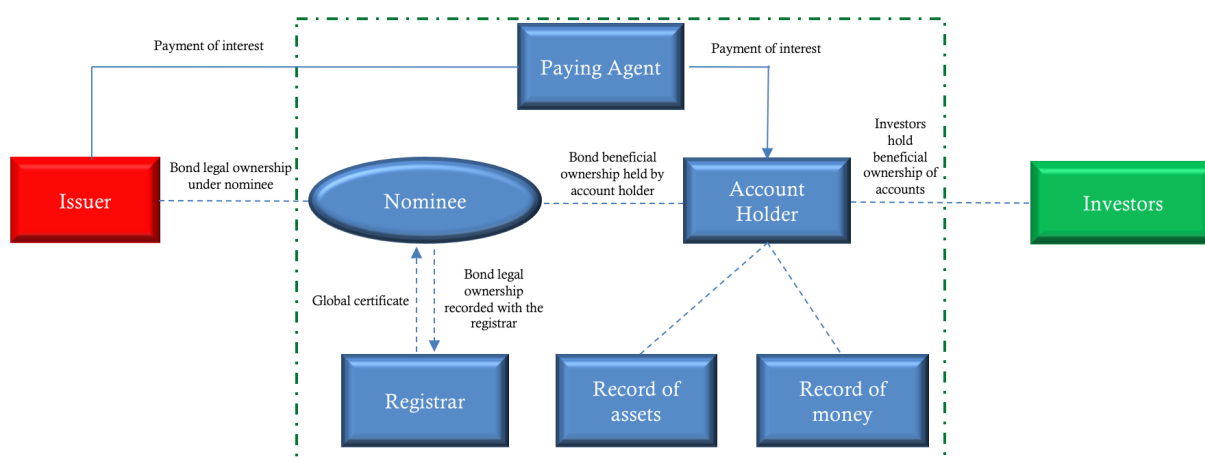 Payment of interest
Paying Agent
Payment of interest
Issuer
Bond legal ownership
under nominee
Nominee
Bond beneficial
ownership held by
account holder
Account
Holder
Investors
hold
beneficial
ownership of
accounts
Investors
Global certificate
Bond legal
ownership
recorded with the
registrar
Registrar
Record of
assets
Record of
money